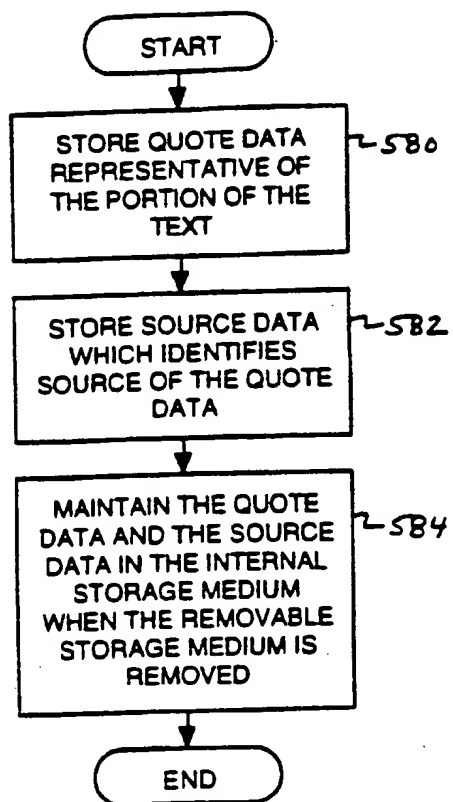 START
STORE QUOTE DATA
580
REPRESENTATIVE OF
THE PORTION OF THE
TEXT
STORE SOURCE DATA
582
WHICH IDENTIFIES
SOURCE OF THE QUOTE
DATA
MAINTAIN THE QUOTE
584
DATA AND THE SOURCE
DATA IN THE INTERNAL
STORAGE MEDIUM
WHEN THE REMOVABLE
STORAGE MEDIUM IS
REMOVED
END